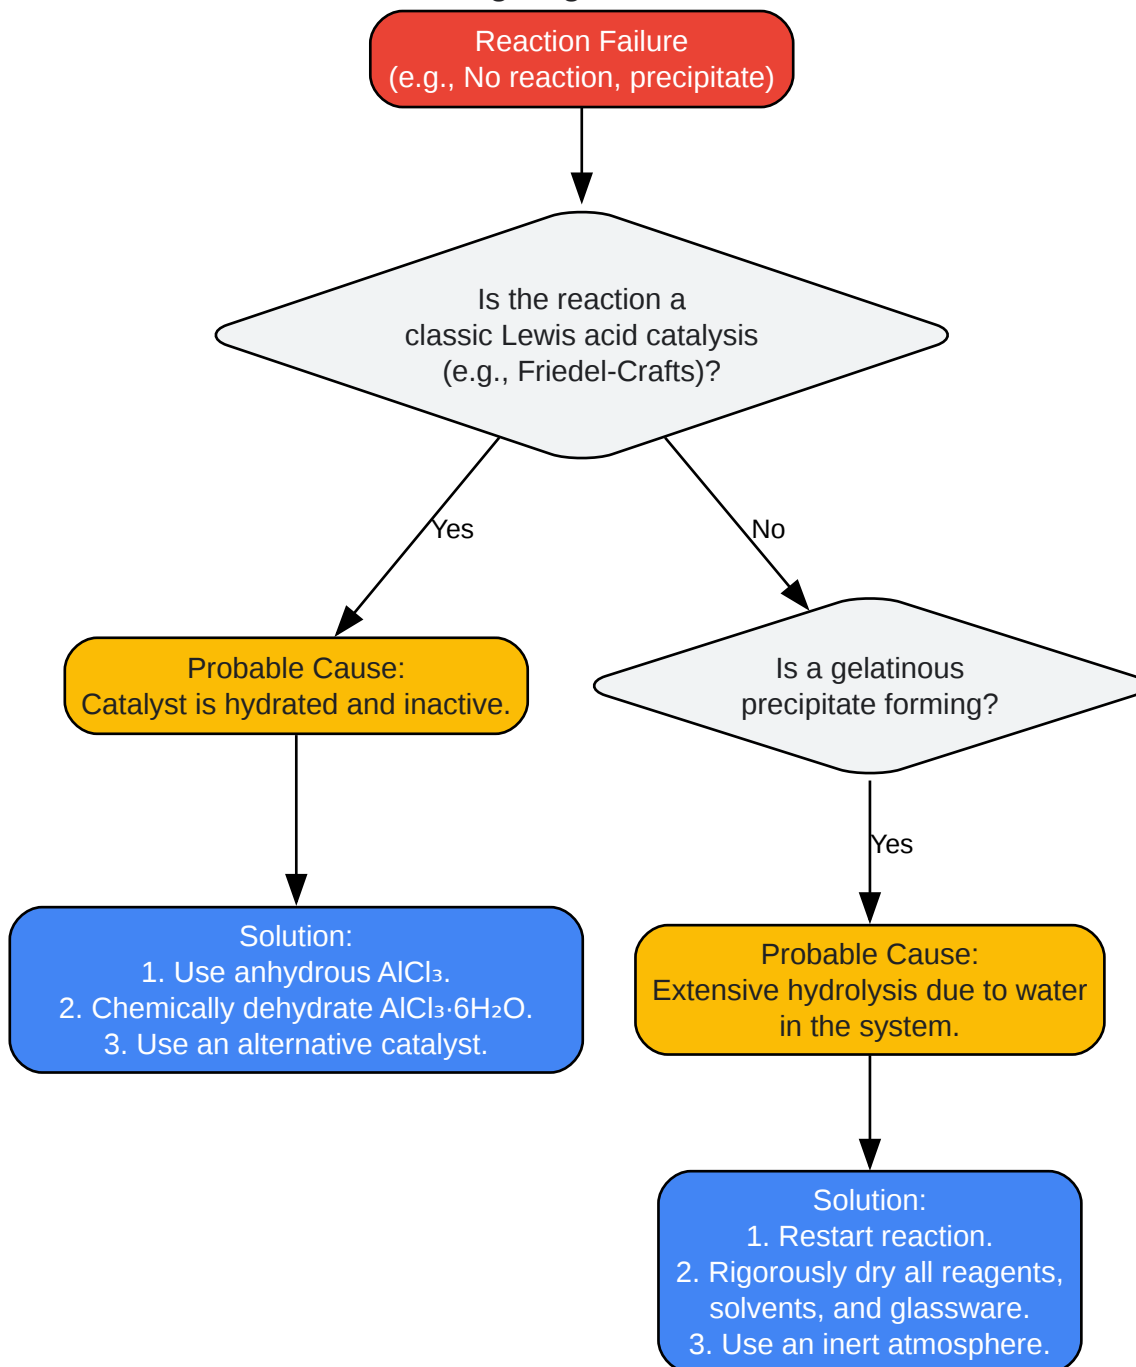 Reaction Failure
(e.g., No reaction, precipitate)
Is the reaction a
classic Lewis acid catalysis
(e.g., Friedel-Crafts)?
Yes
No
Probable Cause:
Catalyst is hydrated and inactive.
Is a gelatinous
precipitate forming?
Yes
Solution:
1. Use anhydrous AlCl₃.
2. Chemically dehydrate AlCl₃·6H₂O.
3. Use an alternative catalyst.
Probable Cause:
Extensive hydrolysis due to water
in the system.
Solution:
1. Restart reaction.
2. Rigorously dry all reagents,
solvents, and glassware.
3. Use an inert atmosphere.